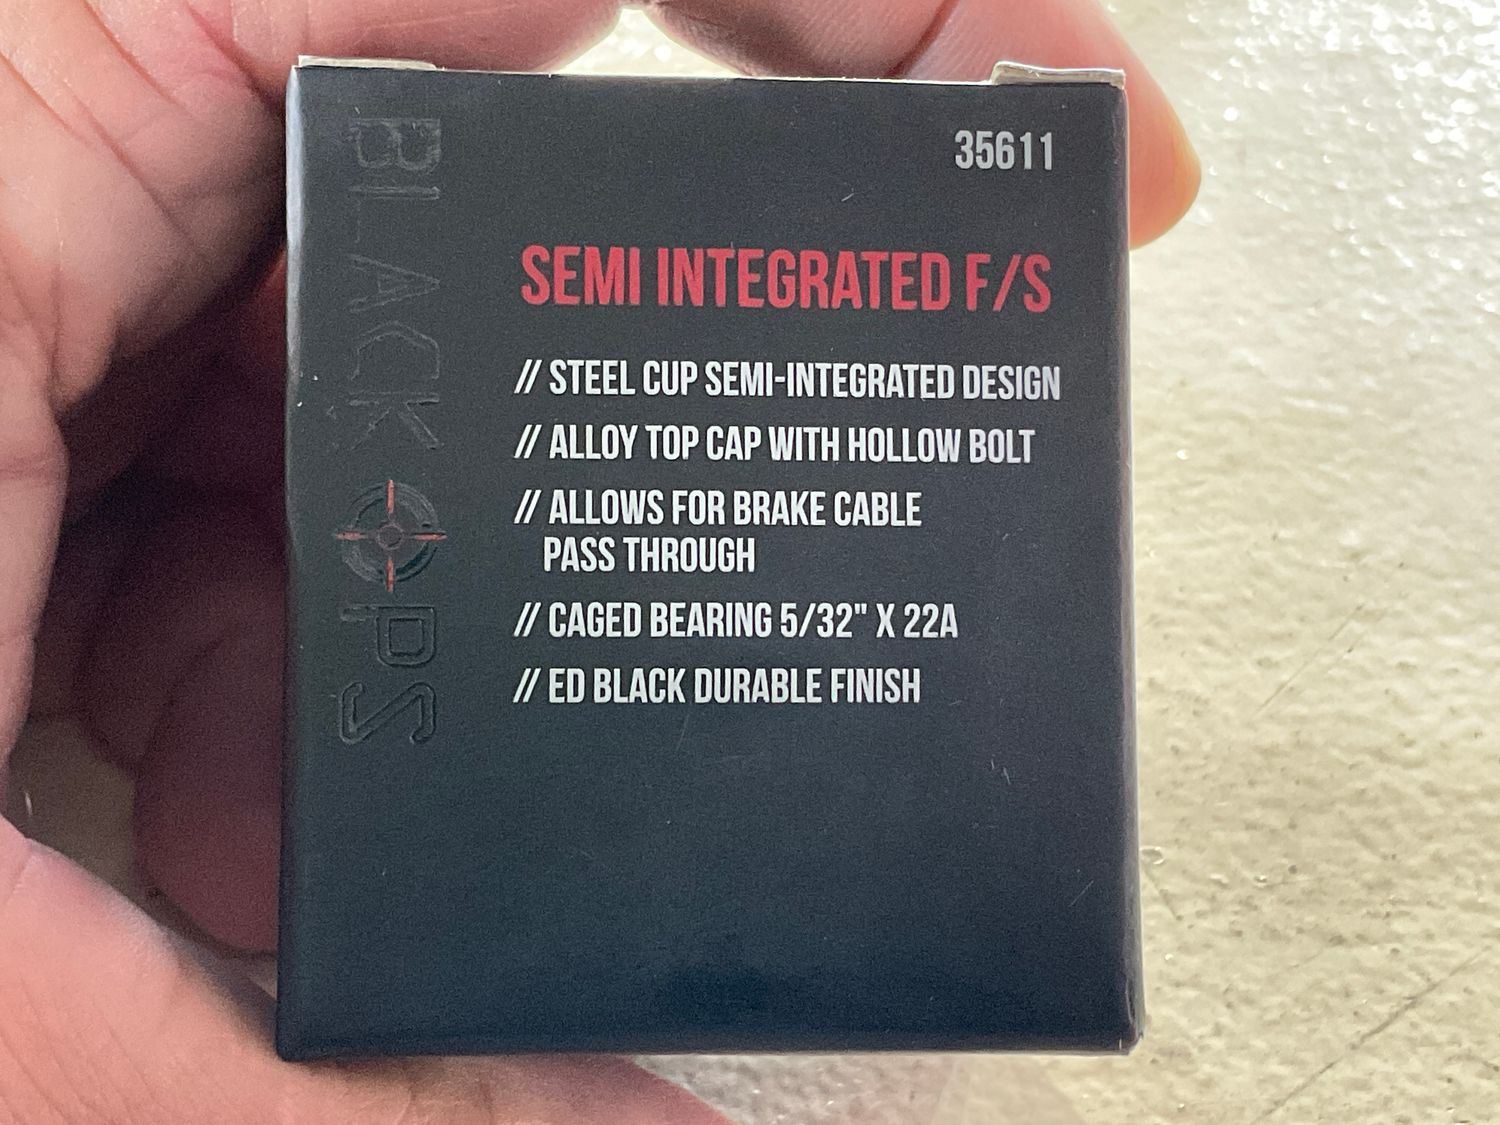 35611
SEMI INTEGRATED F/S
// STEEL CUP SEMI-INTEGRATED DESIGN
// ALLOY TOP CAP WITH HOLLOW BOLT
// ALLOWS FOR BRAKE CABLE
PASS THROUGH
// CAGED BEARING 5/32" X 22A
// ED BLACK DURABLE FINISH
BLACK OPS